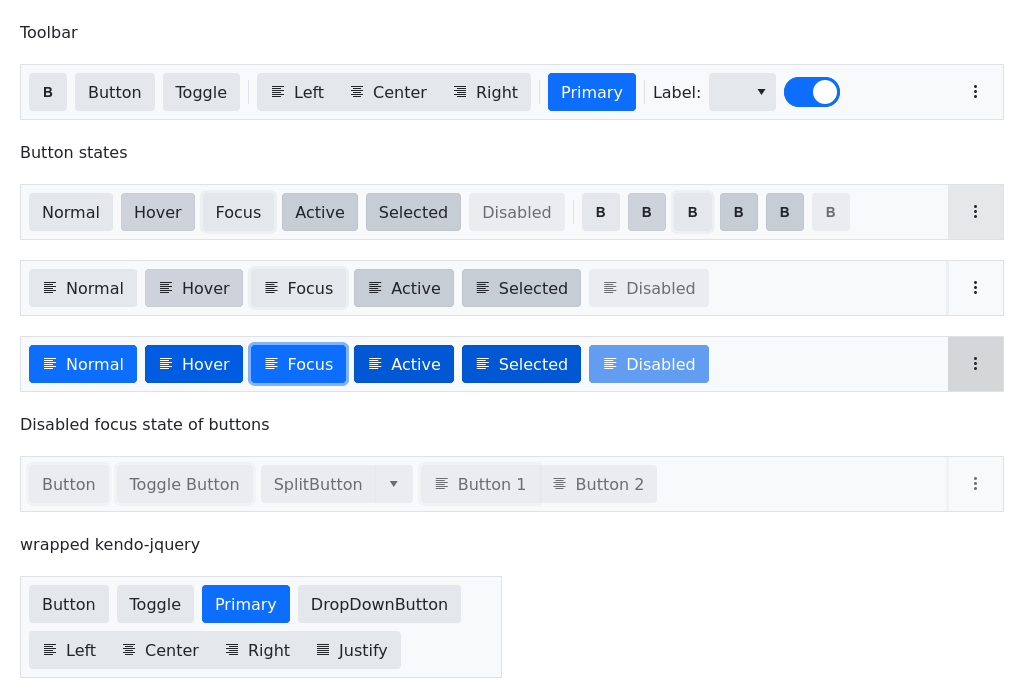 Toolbar
B Button Toggle Left Center Right Primary Label:
Button states
Normal Hover Focus Active Selected Disabled B B B B B B
Normal Hover Focus Active Selected Disabled
Normal Hover Focus Active Selected Disabled
Disabled focus state of buttons
Button Toggle Button SplitButton Button 1 Button 2
wrapped kendo-jquery
Button Toggle Primary DropDownButton
Left Center Right Justify